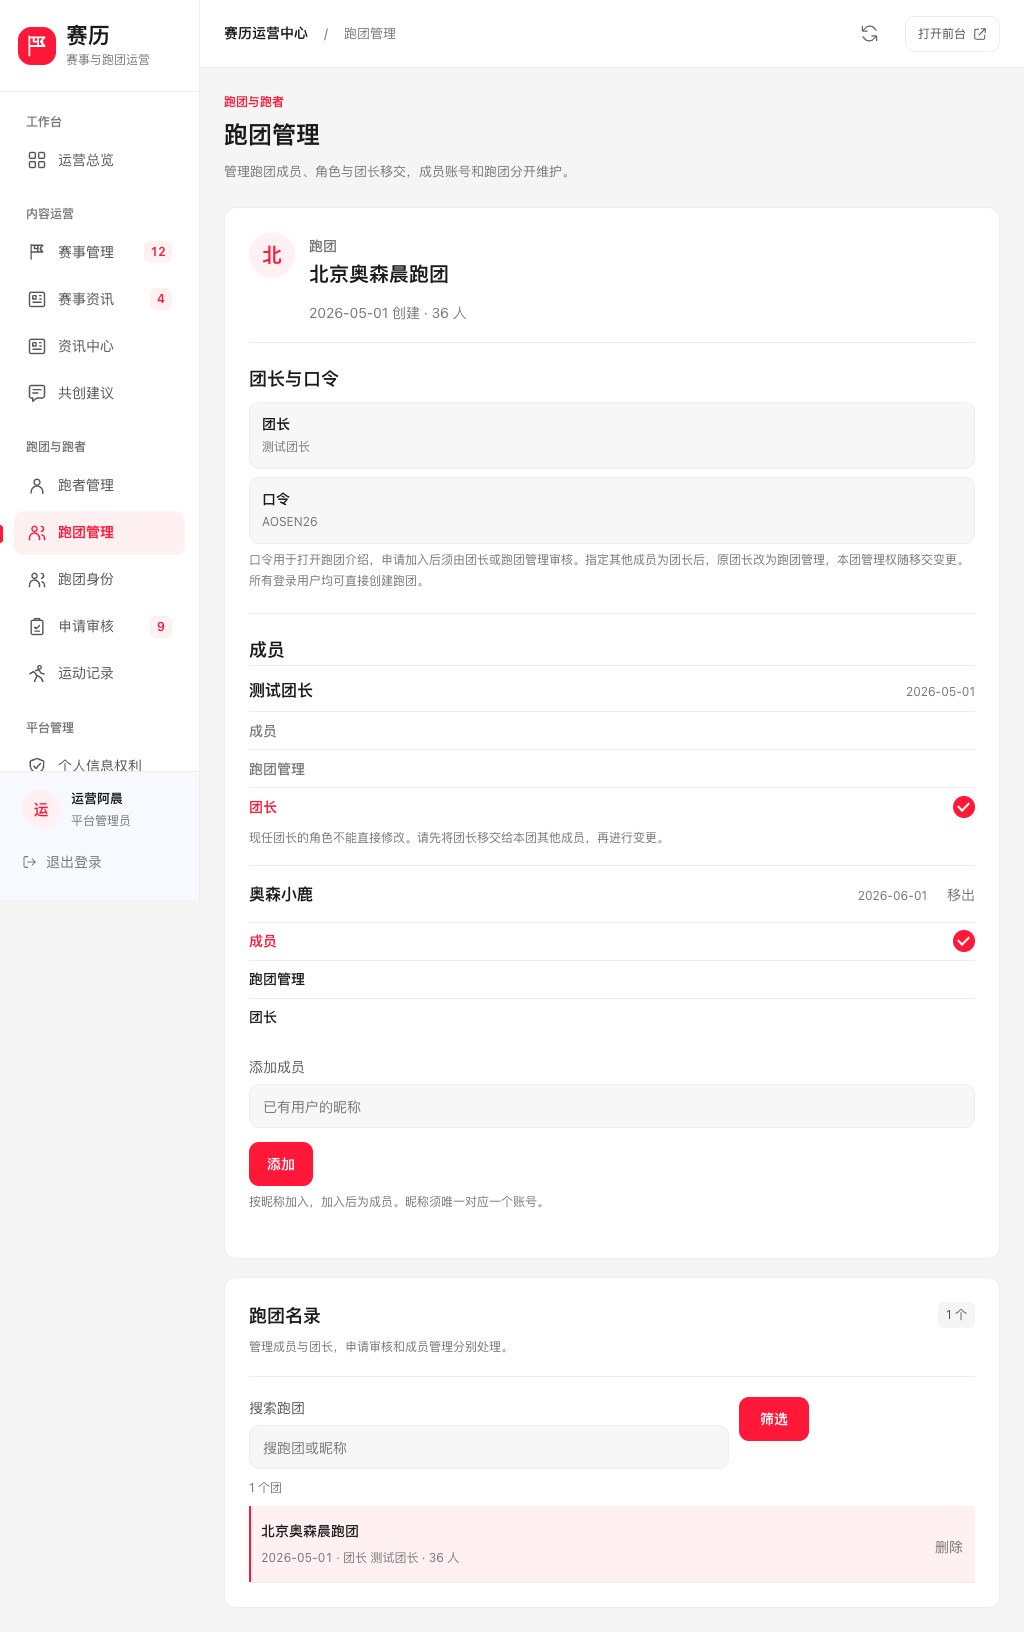 赛历
赛事与跑团运营
工作台
运营总览
内容运营
赛事管理 12
赛事资讯 4
资讯中心
共创建议
跑团与跑者
跑者管理
跑团管理
跑团身份
申请审核 9
运动记录
平台管理
个人信息权利
运
运营阿晨
平台管理员
退出登录
赛历运营中心 / 跑团管理
打开前台
跑团与跑者
跑团管理
管理跑团成员、角色与团长移交，成员账号和跑团分开维护。
北
跑团
北京奥森晨跑团
2026-05-01 创建 · 36 人
团长与口令
团长
测试团长
口令
AOSEN26
口令用于打开跑团介绍，申请加入后须由团长或跑团管理审核。指定其他成员为团长后，原团长改为跑团管理，本团管理权随移交变更。
所有登录用户均可直接创建跑团。
成员
测试团长 2026-05-01
成员
跑团管理
团长
现任团长的角色不能直接修改。请先将团长移交给本团其他成员，再进行变更。
奥森小鹿 2026-06-01 移出
成员
跑团管理
团长
添加成员
已有用户的昵称
添加
按昵称加入，加入后为成员。昵称须唯一对应一个账号。
跑团名录 1 个
管理成员与团长，申请审核和成员管理分别处理。
搜索跑团
搜跑团或昵称
筛选
1 个团
北京奥森晨跑团
2026-05-01 · 团长 测试团长 · 36 人
删除